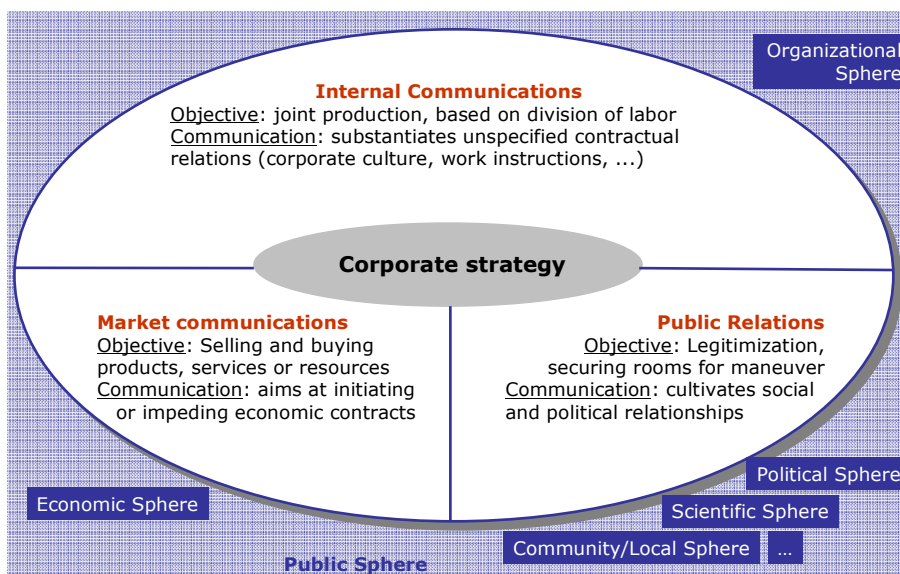 Organizational
Sphere
Internal Communications
Objective: joint production, based on division of labor
Communication: substantiates unspecified contractual
relations (corporate culture, work instructions, ...)
Corporate strategy
Market communications
Objective: Selling and buying
products, services or resources
Communication: aims at initiating
or impeding economic contracts
Public Relations
Objective: Legitimization,
securing rooms for maneuver
Communication: cultivates social
and political relationships
Political Sphere
Economic Sphere
Scientific Sphere
Community/Local Sphere
...
Public Sphere